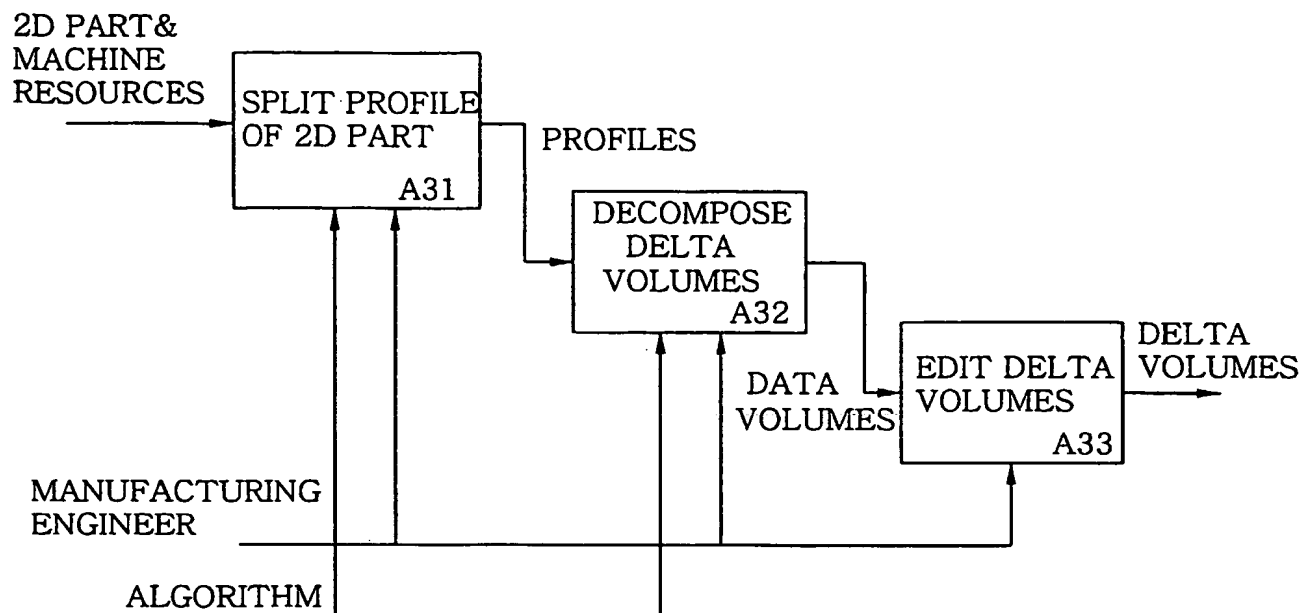 2D PART&
MACHINE
RESOURCES
SPLIT PROFILE
OF 2D PART
A31
PROFILES
DECOMPOSE
DELTA
VOLUMES
A32
DATA
VOLUMES
EDIT DELTA
VOLUMES
A33
DELTA
VOLUMES
MANUFACTURING
ENGINEER
ALGORITHM